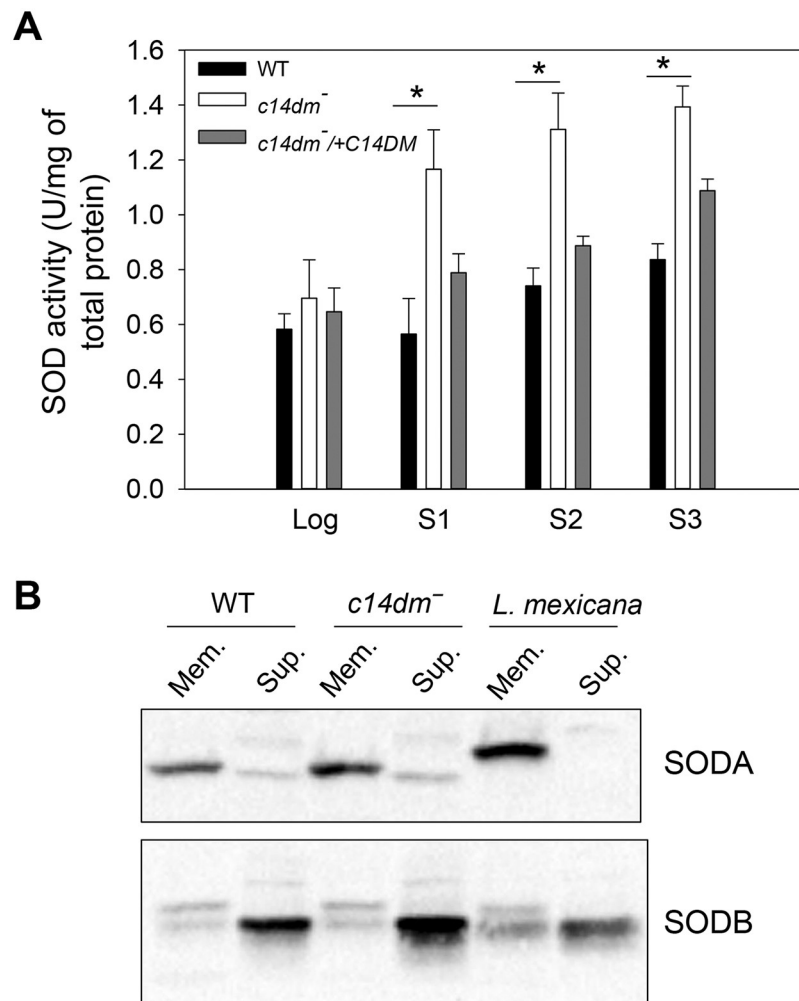 A
SOD activity (U/mg of
total protein)
1.6
1.4
1.2
1.0
0.8
0.6
0.4
0.2
0.0
WT
c14dm⁻
c14dm⁻/+C14DM
* * *
Log S1 S2 S3
B
WT c14dm⁻ L. mexicana
Mem. Sup. Mem. Sup. Mem. Sup.
SODA
SODB